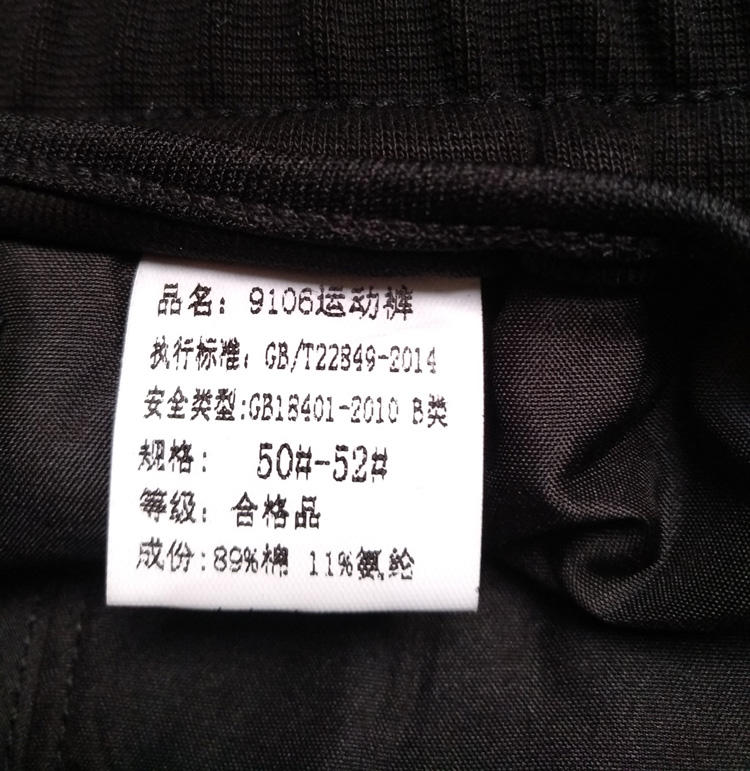 品名：9106运动裤
执行标准：GB/T22849-2014
安全类型:GB18401-2010 B类
规格： 50#-52#
等级：合格品
成份:89%棉 11%氨纶